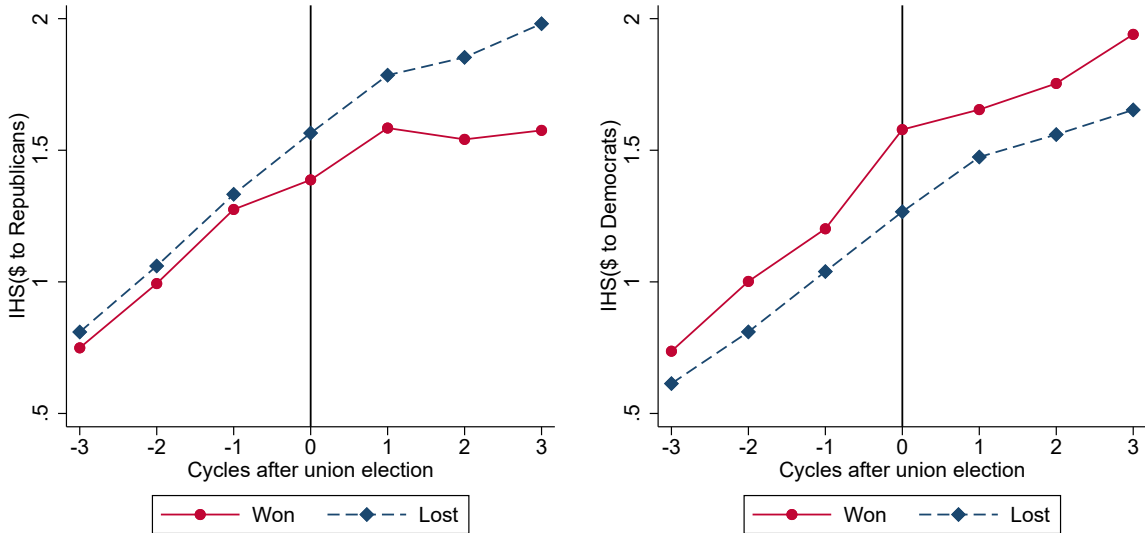 IHS($ to Republicans)
2
1.5
1
.5
-3 -2 -1 0 1 2 3
Cycles after union election
Won Lost
IHS($ to Democrats)
2
1.5
1
.5
-3 -2 -1 0 1 2 3
Cycles after union election
Won Lost